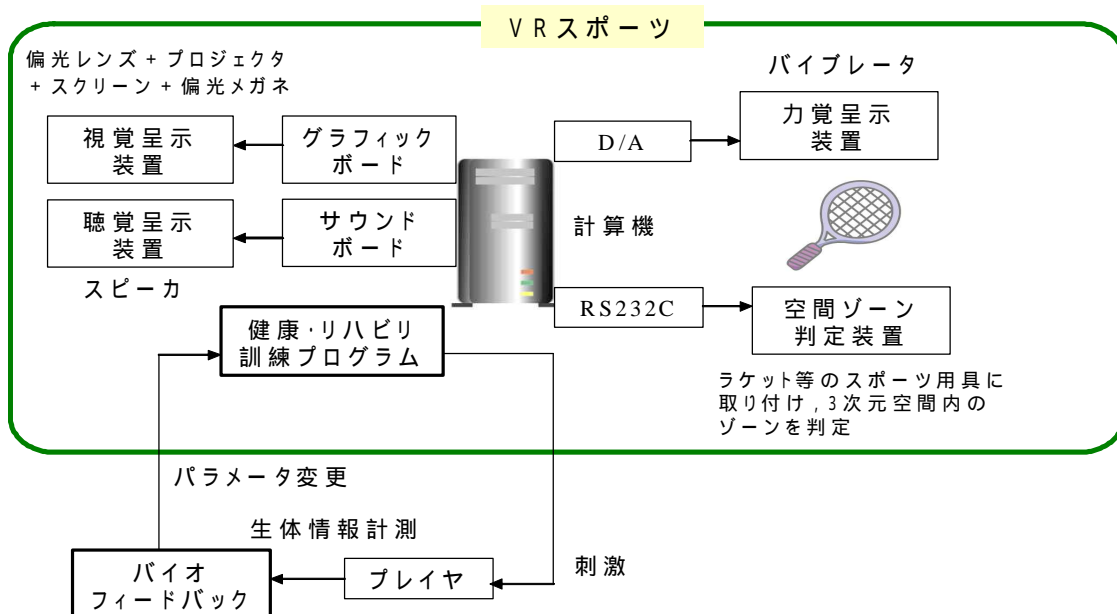 VRスポーツ
偏光レンズ + プロジェクタ
+ スクリーン + 偏光メガネ
バイブレータ
視覚呈示
装置
グラフィック
ボード
D/A
力覚呈示
装置
聴覚呈示
装置
サウンド
ボード
計算機
スピーカ
RS232C
空間ゾーン
判定装置
健康・リハビリ
訓練プログラム
ラケット等のスポーツ用具に
取り付け,3次元空間内の
ゾーンを判定
パラメータ変更
生体情報計測
刺激
バイオ
フィードバック
プレイヤ